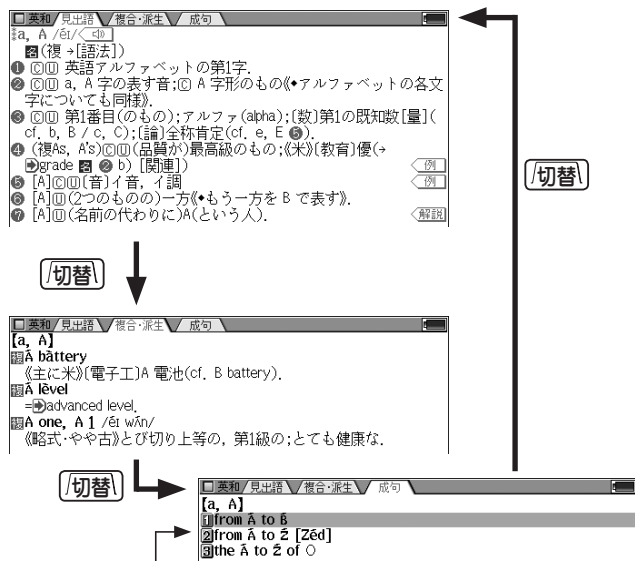 英和 見出語 複合・派生 成句
a, A /éɪ/
名(複→[語法])
❶ ⒸⓊ 英語アルファベットの第1字.
❷ ⒸⓊ a, A 字の表す音;Ⓒ A 字形のもの《◆アルファベットの各文
字についても同様》.
❸ ⒸⓊ 第1番目(のもの);アルファ(alpha);〔数〕第1の既知数[量](
cf. b, B / c, C);〔論〕全称肯定(cf. e, E ❺).
❹ (複As, A's)ⒸⓊ(品質が)最高級のもの;《米》〔教育〕優(→
grade 名 ❷ b) [関連]) 例
❺ [A]ⒸⓊ〔音〕イ音, イ調 例
❻ [A]Ⓤ(2つのものの)一方《◆もう一方を B で表す》.
❼ [A]Ⓤ(名前の代わりに)A(という人). 解説
切替
切替
英和 見出語 複合・派生 成句
【a, A】
複Á bàttery
《主に米》〔電子工〕A 電池(cf. B battery).
複Á lèvel
=advanced level.
複A one, A 1 /éɪ wʌ́n/
《略式・やや古》とび切り上等の, 第1級の;とても健康な.
切替
英和 見出語 複合・派生 成句
【a, A】
1 from Á to B́
2 from Á to Ź [Zéd]
3 the Á to Ź of ○